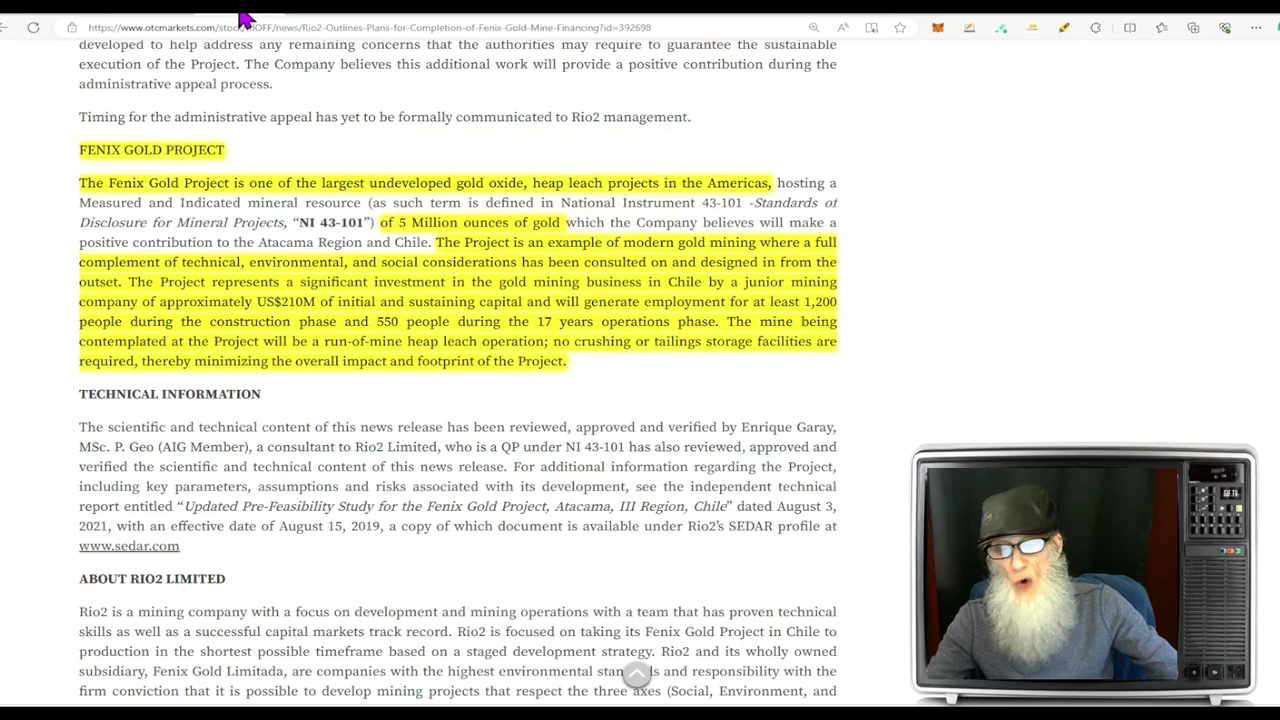 https://www.otcmarkets.com/stock/RIOFF/news/Rio2-Outlines-Plans-for-Completion-of-Fenix-Gold-Mine-Financing?id=392698
developed to help address any remaining concerns that the authorities may require to guarantee the sustainable
execution of the Project. The Company believes this additional work will provide a positive contribution during the
administrative appeal process.
Timing for the administrative appeal has yet to be formally communicated to Rio2 management.
FENIX GOLD PROJECT
The Fenix Gold Project is one of the largest undeveloped gold oxide, heap leach projects in the Americas, hosting a
Measured and Indicated mineral resource (as such term is defined in National Instrument 43-101 -Standards of
Disclosure for Mineral Projects, “NI 43-101”) of 5 Million ounces of gold which the Company believes will make a
positive contribution to the Atacama Region and Chile. The Project is an example of modern gold mining where a full
complement of technical, environmental, and social considerations has been consulted on and designed in from the
outset. The Project represents a significant investment in the gold mining business in Chile by a junior mining
company of approximately US$210M of initial and sustaining capital and will generate employment for at least 1,200
people during the construction phase and 550 people during the 17 years operations phase. The mine being
contemplated at the Project will be a run-of-mine heap leach operation; no crushing or tailings storage facilities are
required, thereby minimizing the overall impact and footprint of the Project.
TECHNICAL INFORMATION
The scientific and technical content of this news release has been reviewed, approved and verified by Enrique Garay,
MSc. P. Geo (AIG Member), a consultant to Rio2 Limited, who is a QP under NI 43-101 has also reviewed, approved and
verified the scientific and technical content of this news release. For additional information regarding the Project,
including key parameters, assumptions and risks associated with its development, see the independent technical
report entitled “Updated Pre-Feasibility Study for the Fenix Gold Project, Atacama, III Region, Chile” dated August 3,
2021, with an effective date of August 15, 2019, a copy of which document is available under Rio2’s SEDAR profile at
www.sedar.com
ABOUT RIO2 LIMITED
Rio2 is a mining company with a focus on development and mining operations with a team that has proven technical
skills as well as a successful capital markets track record. Rio2 is focused on taking its Fenix Gold Project in Chile to
production in the shortest possible timeframe based on a staged development strategy. Rio2 and its wholly owned
subsidiary, Fenix Gold Limitada, are companies with the highest environmental standards and responsibility with the
firm conviction that it is possible to develop mining projects that respect the three axes (Social, Environment, and